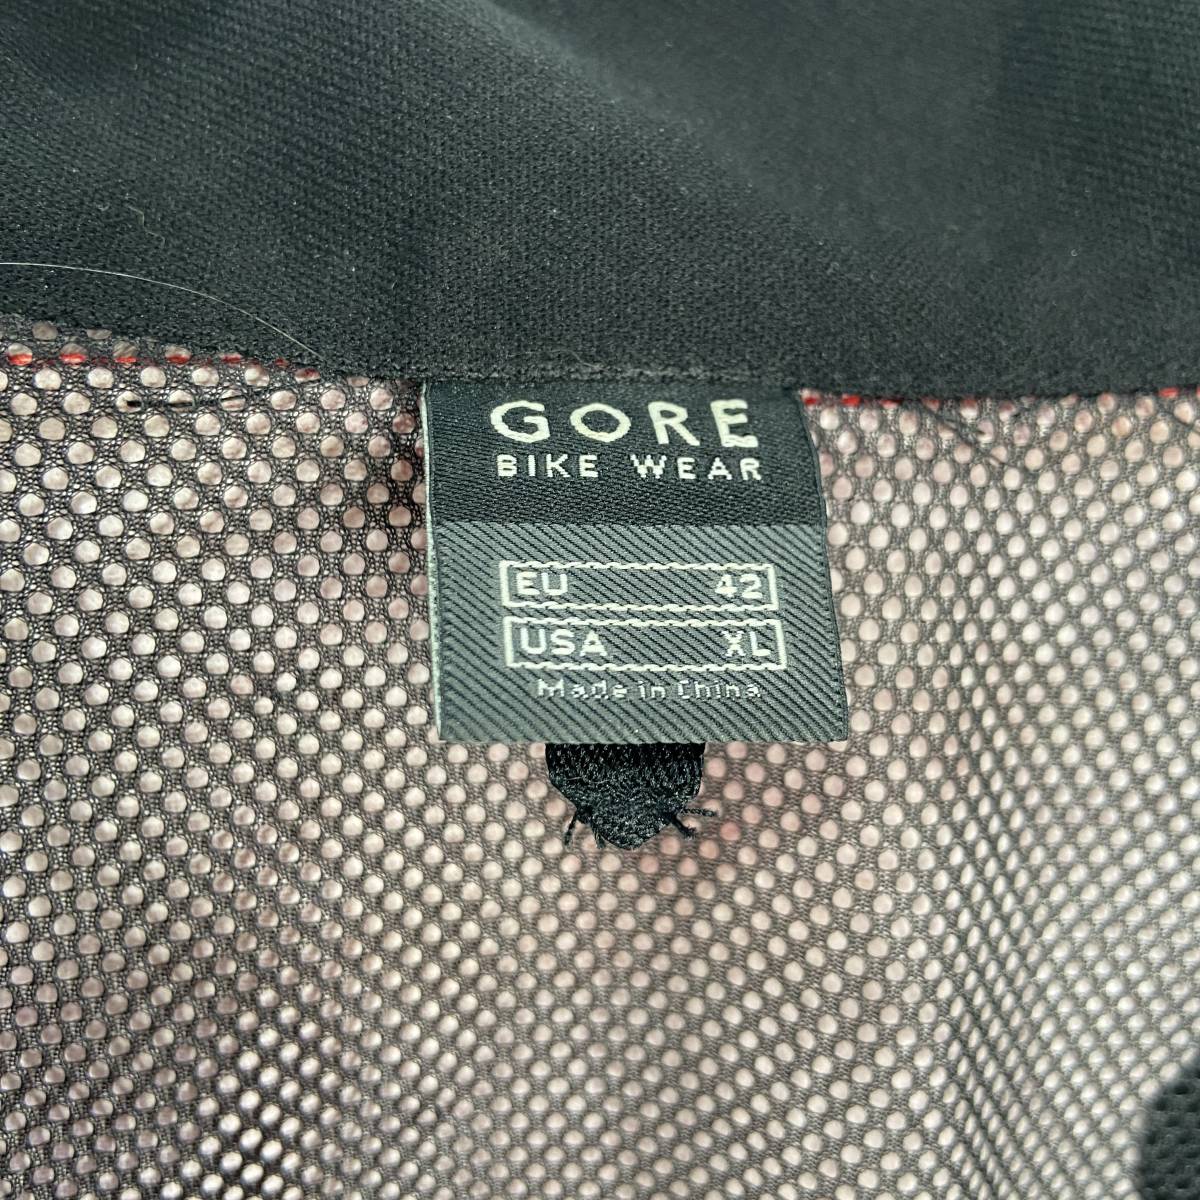 GORE
BIKE WEAR
EU 42
USA XL
Made in China